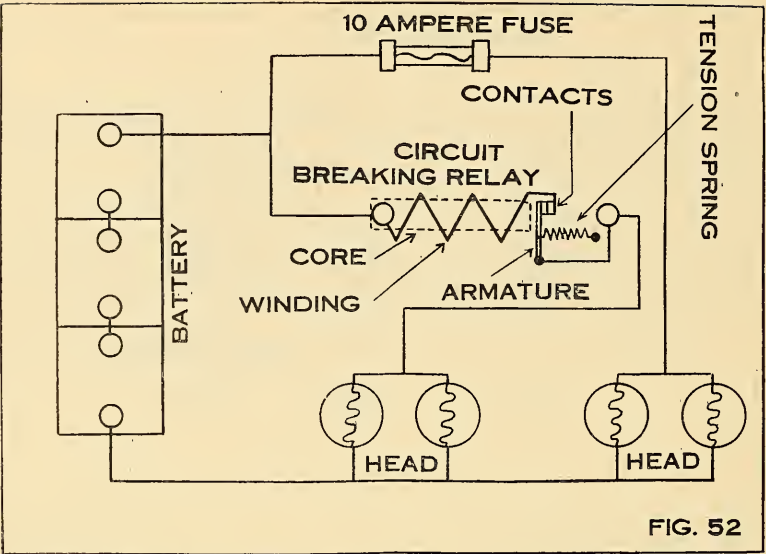 10 AMPERE FUSE
TENSION SPRING
CONTACTS
CIRCUIT
BREAKING RELAY
CORE
WINDING
ARMATURE
BATTERY
HEAD
HEAD
FIG. 52